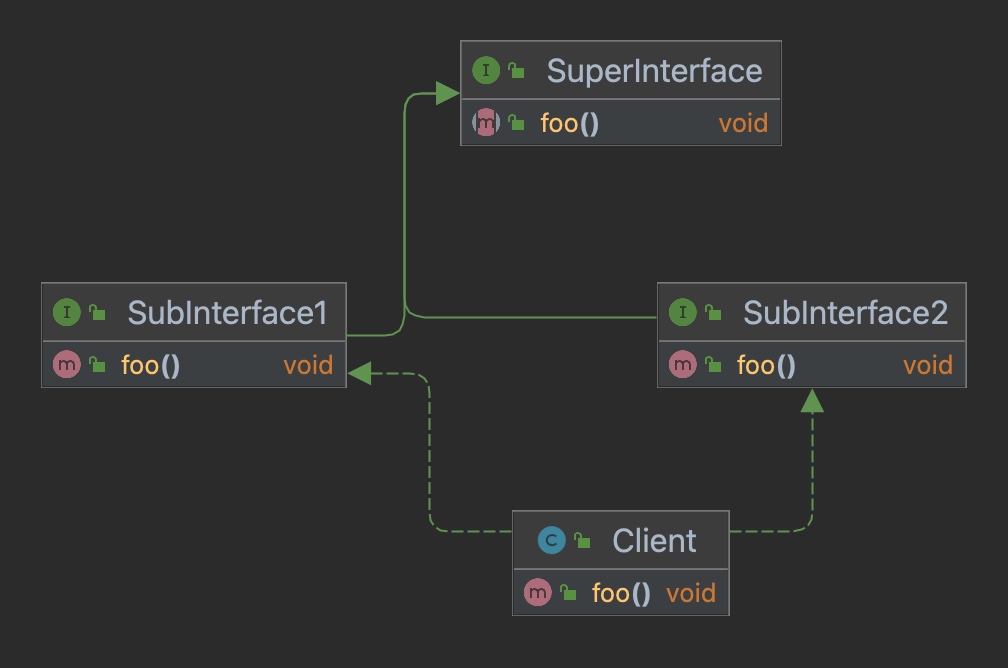 I SuperInterface
m foo() void
I SubInterface1
m foo() void
I SubInterface2
m foo() void
C Client
m foo() void